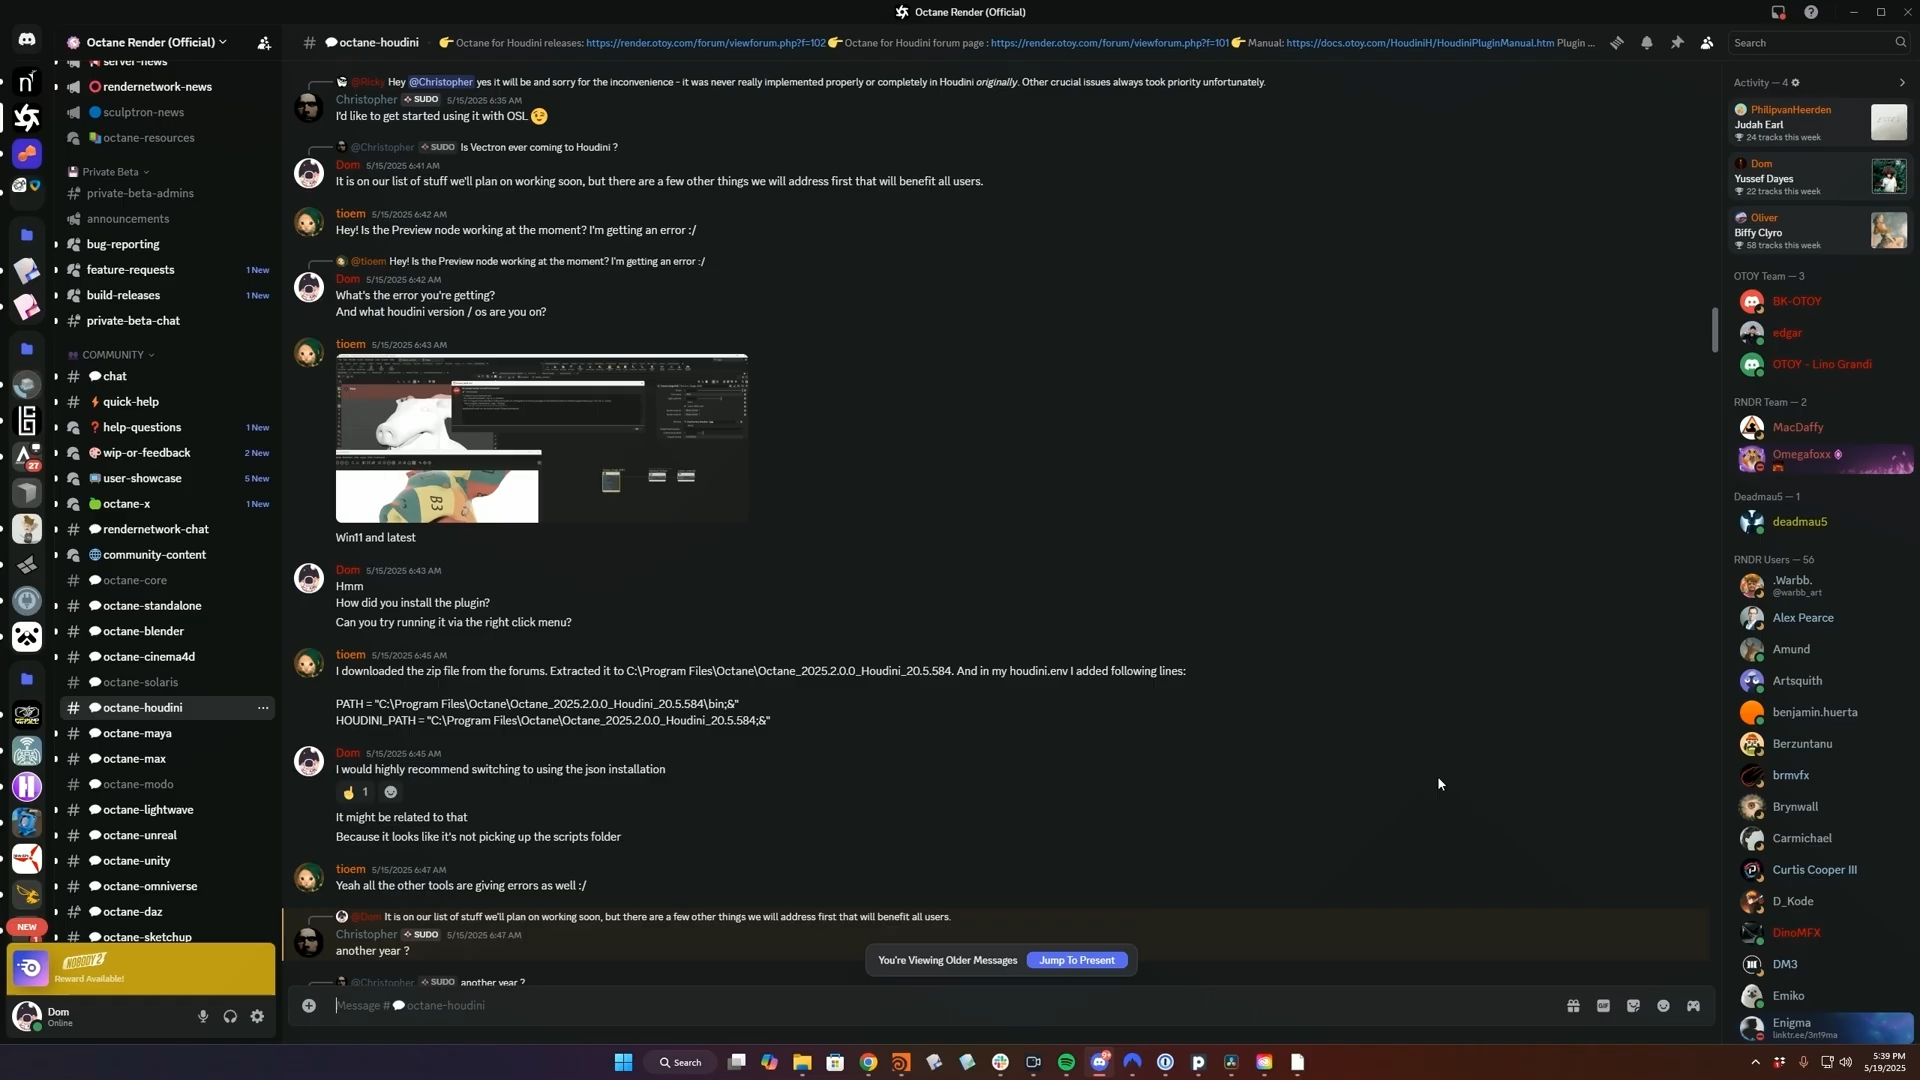 Octane Render (Official)
Octane Render (Official)
server-news
rendernetwork-news
sculptron-news
octane-resources
Private Beta
private-beta-admins
announcements
bug-reporting
feature-requests 1 New
build-releases 1 New
private-beta-chat
COMMUNITY
chat
quick-help
help-questions 1 New
wip-or-feedback 2 New
user-showcase 5 New
octane-x 1 New
rendernetwork-chat
community-content
octane-core
octane-standalone
octane-blender
octane-cinema4d
octane-solaris
octane-houdini
octane-maya
octane-max
octane-modo
octane-lightwave
octane-unreal
octane-unity
octane-omniverse
octane-daz
octane-sketchup
27
NEW
NOBODY 2
Reward Available!
Dom
Online
# octane-houdini
Octane for Houdini releases: https://render.otoy.com/forum/viewforum.php?f=102 Octane for Houdini forum page : https://render.otoy.com/forum/viewforum.php?f=101 Manual: https://docs.otoy.com/HoudiniH/HoudiniPluginManual.htm Plugin ...
Search
@Ricky Hey @Christopher yes it will be and sorry for the inconvenience - it was never really implemented properly or completely in Houdini originally. Other crucial issues always took priority unfortunately.
Christopher SUDO 5/15/2025 6:35 AM
I'd like to get started using it with OSL
@Christopher SUDO Is Vectron ever coming to Houdini ?
Dom 5/15/2025 6:41 AM
It is on our list of stuff we'll plan on working soon, but there are a few other things we will address first that will benefit all users.
tioem 5/15/2025 6:42 AM
Hey! Is the Preview node working at the moment? I'm getting an error :/
@tioem Hey! Is the Preview node working at the moment? I'm getting an error :/
Dom 5/15/2025 6:42 AM
What's the error you're getting?
And what houdini version / os are you on?
tioem 5/15/2025 6:43 AM
B3
Win11 and latest
Dom 5/15/2025 6:43 AM
Hmm
How did you install the plugin?
Can you try running it via the right click menu?
tioem 5/15/2025 6:45 AM
I downloaded the zip file from the forums. Extracted it to C:\Program Files\Octane\Octane_2025.2.0.0_Houdini_20.5.584. And in my houdini.env I added following lines:
PATH = "C:\Program Files\Octane\Octane_2025.2.0.0_Houdini_20.5.584\bin;&"
HOUDINI_PATH = "C:\Program Files\Octane\Octane_2025.2.0.0_Houdini_20.5.584;&"
Dom 5/15/2025 6:45 AM
I would highly recommend switching to using the json installation
1
It might be related to that
Because it looks like it's not picking up the scripts folder
tioem 5/15/2025 6:47 AM
Yeah all the other tools are giving errors as well :/
@Dom It is on our list of stuff we'll plan on working soon, but there are a few other things we will address first that will benefit all users.
Christopher SUDO 5/15/2025 6:47 AM
another year ?
@Christopher SUDO another year ?
You're Viewing Older Messages Jump To Present
Message # octane-houdini
GIF
Activity — 4
PhilipvanHeerden
Judah Earl
24 tracks this week
Dom
Yussef Dayes
22 tracks this week
Oliver
Biffy Clyro
58 tracks this week
OTOY Team — 3
BK-OTOY
edgar
OTOY - Lino Grandi
RNDR Team — 2
MacDaffy
Omegafoxx
Deadmau5 — 1
deadmau5
RNDR Users — 56
.Warbb.
@warbb_art
Alex Pearce
Amund
Artsquith
benjamin.huerta
Berzuntanu
brmvfx
Brynwall
Carmichael
Curtis Cooper III
D_Kode
DinoMFX
DM3
Emiko
Enigma
linktr.ee/3n19ma
Search
5:39 PM
5/19/2025